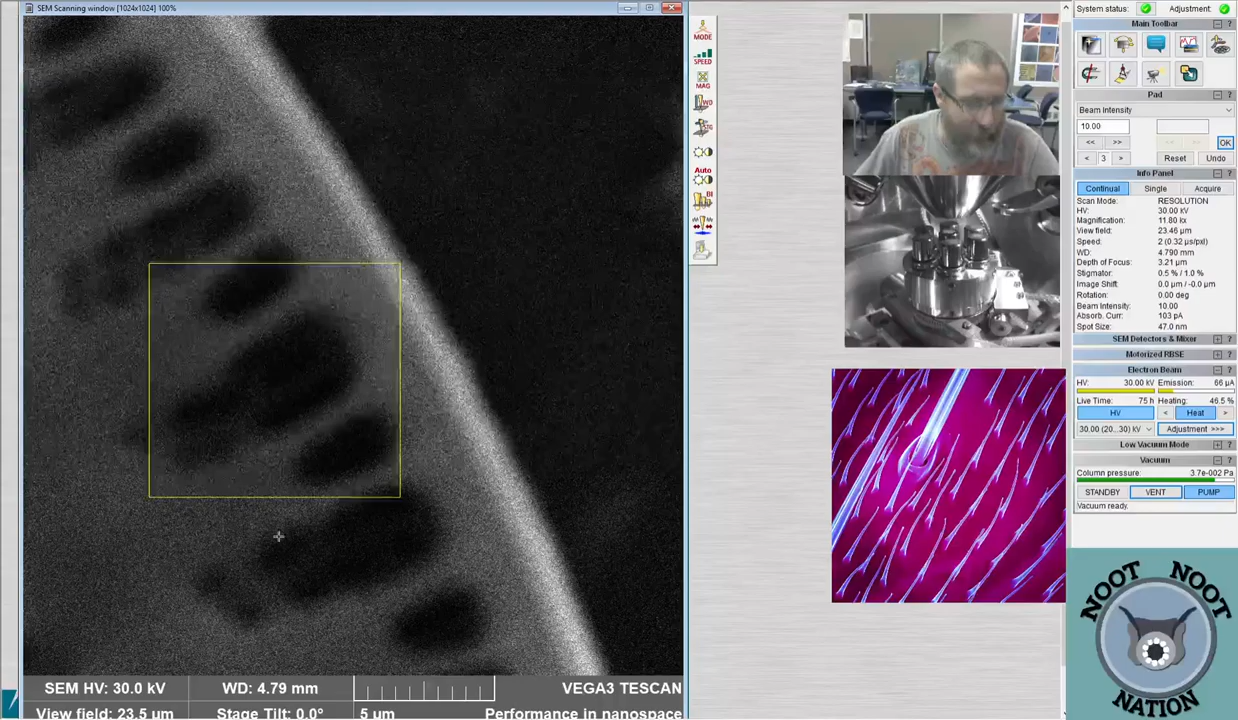 SEM Scanning window [1024x1024] 100%
MODE
SPEED
MAG
WD
Auto
SEM HV: 30.0 kV
WD: 4.79 mm
VEGA3 TESCAN
View field: 23.5 µm
Stage Tilt: 0.0°
5 µm
Performance in nanospace
System status:
Adjustment:
Main Toolbar
Pad
Beam Intensity
10.00
<< >>
OK
< 3 >
Reset
Undo
Info Panel
Continual
Single
Acquire
Scan Mode: RESOLUTION
HV: 30.00 kV
Magnification: 11.80 kx
View field: 23.46 µm
Speed: 2 (0.32 µs/pxl)
WD: 4.790 mm
Depth of Focus: 3.21 µm
Stigmator: 0.5 % / 1.0 %
Image Shift: 0.0 µm / -0.0 µm
Rotation: 0.00 deg
Beam Intensity: 10.00
Absorb. Curr: 103 pA
Spot Size: 47.0 nm
SEM Detectors & Mixer
Motorized RBSE
Electron Beam
HV: 30.00 kV Emission: 66 µA
Live Time: 75 h Heating: 46.5 %
HV < Heat >
30.00 (20...30) kV Adjustment >>>
Low Vacuum Mode
Vacuum
Column pressure: 3.7e-002 Pa
STANDBY VENT PUMP
Vacuum ready.
NOOT NOOT
NATION